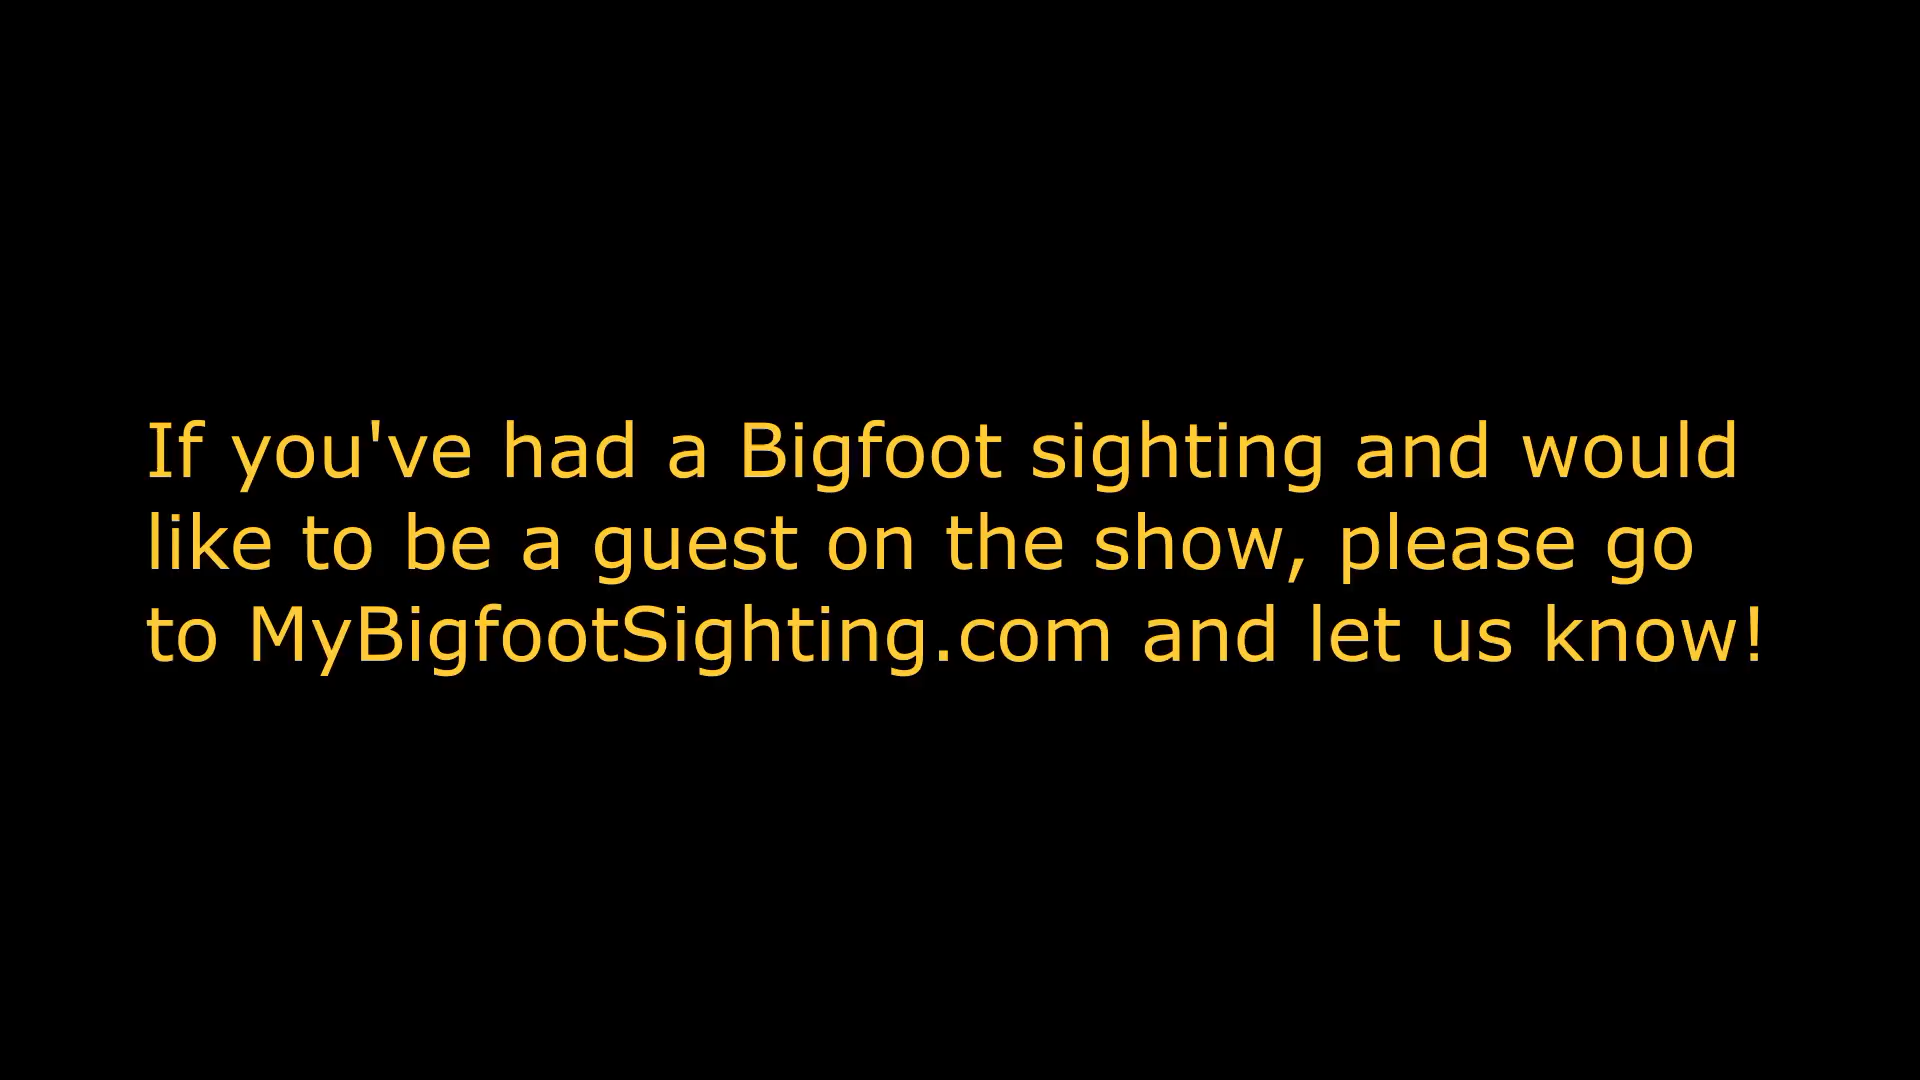 If you've had a Bigfoot sighting and would
like to be a guest on the show, please go
to MyBigfootSighting.com and let us know!